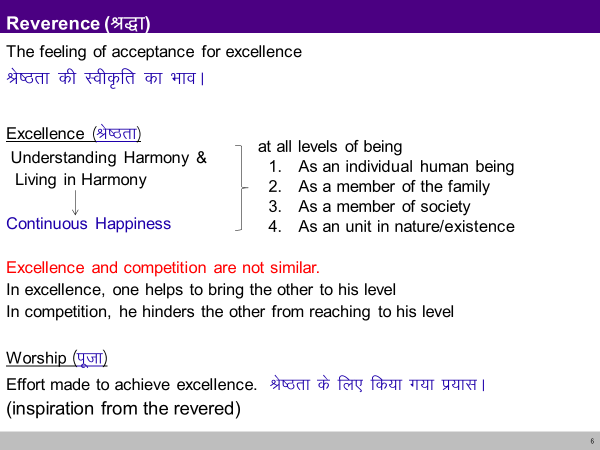 Reverence (श्रद्धा)
The feeling of acceptance for excellence
श्रेष्ठता की स्वीकृति का भाव।
Excellence (श्रेष्ठता)
Understanding Harmony &
Living in Harmony
Continuous Happiness
at all levels of being
1. As an individual human being
2. As a member of the family
3. As a member of society
4. As an unit in nature/existence
Excellence and competition are not similar.
In excellence, one helps to bring the other to his level
In competition, he hinders the other from reaching to his level
Worship (पूजा)
Effort made to achieve excellence. श्रेष्ठता के लिए किया गया प्रयास।
(inspiration from the revered)
6